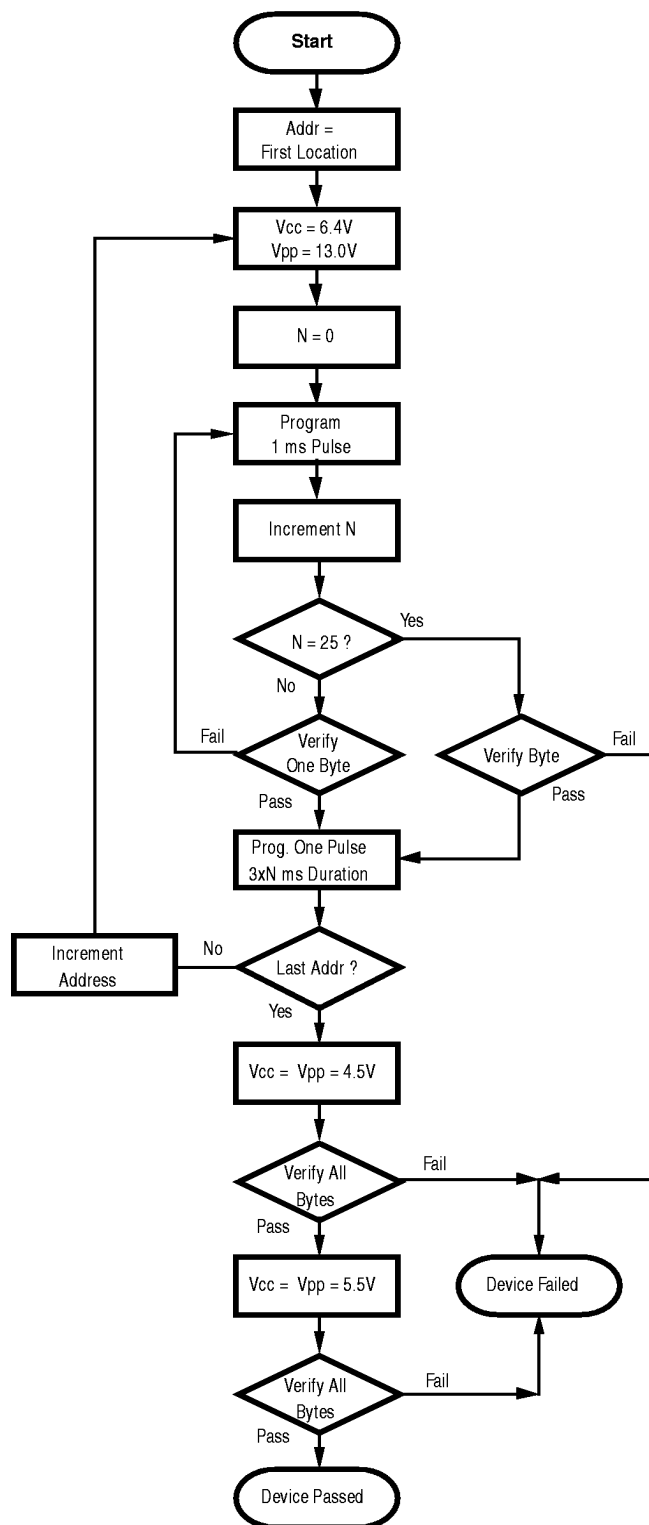 Start
Addr =
First Location
Vcc = 6.4V
Vpp = 13.0V
N = 0
Program
1 ms Pulse
Increment N
N = 25 ?
Yes
No
Fail
Verify
One Byte
Verify Byte
Fail
Pass
Pass
Prog. One Pulse
3xN ms Duration
Increment
Address
No
Last Addr ?
Yes
Vcc = Vpp = 4.5V
Verify All
Bytes
Fail
Pass
Vcc = Vpp = 5.5V
Device Failed
Verify All
Bytes
Fail
Pass
Device Passed